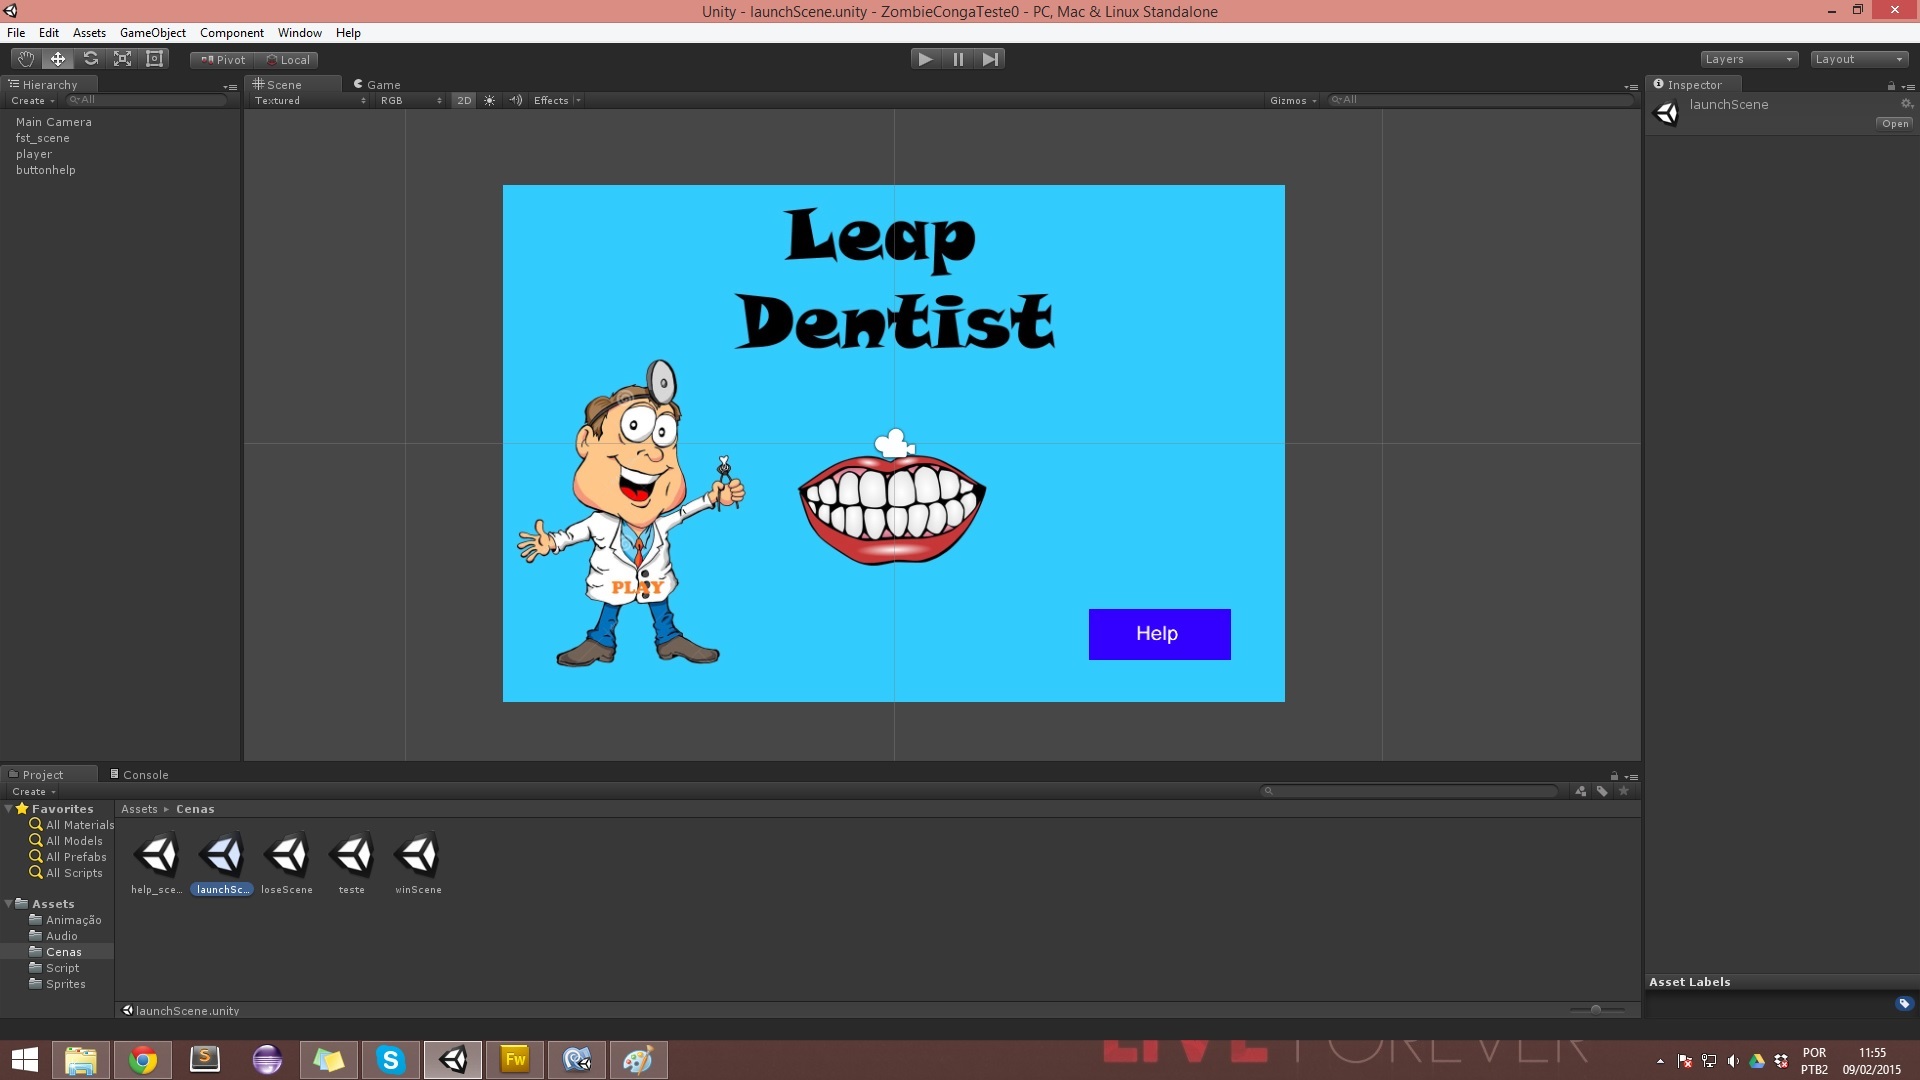 Unity - launchScene.unity - ZombieCongaTeste0 - PC, Mac & Linux Standalone
File Edit Assets GameObject Component Window Help
Pivot Local Layers Layout
Hierarchy
Create All
Main Camera
fst_scene
player
buttonhelp
Scene Game
Textured RGB 2D Effects Gizmos All
Leap
Dentist
PLAY
Help
Inspector
launchScene
Open
Project Console
Create
Favorites
All Materials
All Models
All Prefabs
All Scripts
Assets
Animação
Audio
Cenas
Script
Sprites
Assets ▸ Cenas
help_sce... launchSc... loseScene teste winScene
launchScene.unity
Asset Labels
LIVE FOREVER
S Fw
POR
PTB2
11:55
09/02/2015